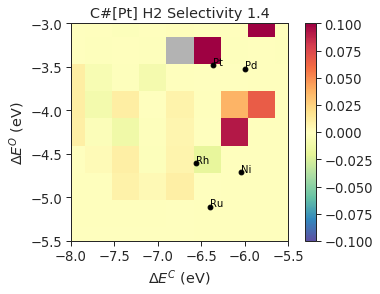 C#[Pt] H2 Selectivity 1.4
−3.0
−3.5
−4.0
−4.5
−5.0
−5.5
ΔE^O (eV)
Pt
Pd
Rh
Ni
Ru
−8.0 −7.5 −7.0 −6.5 −6.0 −5.5
ΔE^C (eV)
0.100
0.075
0.050
0.025
0.000
−0.025
−0.050
−0.075
−0.100